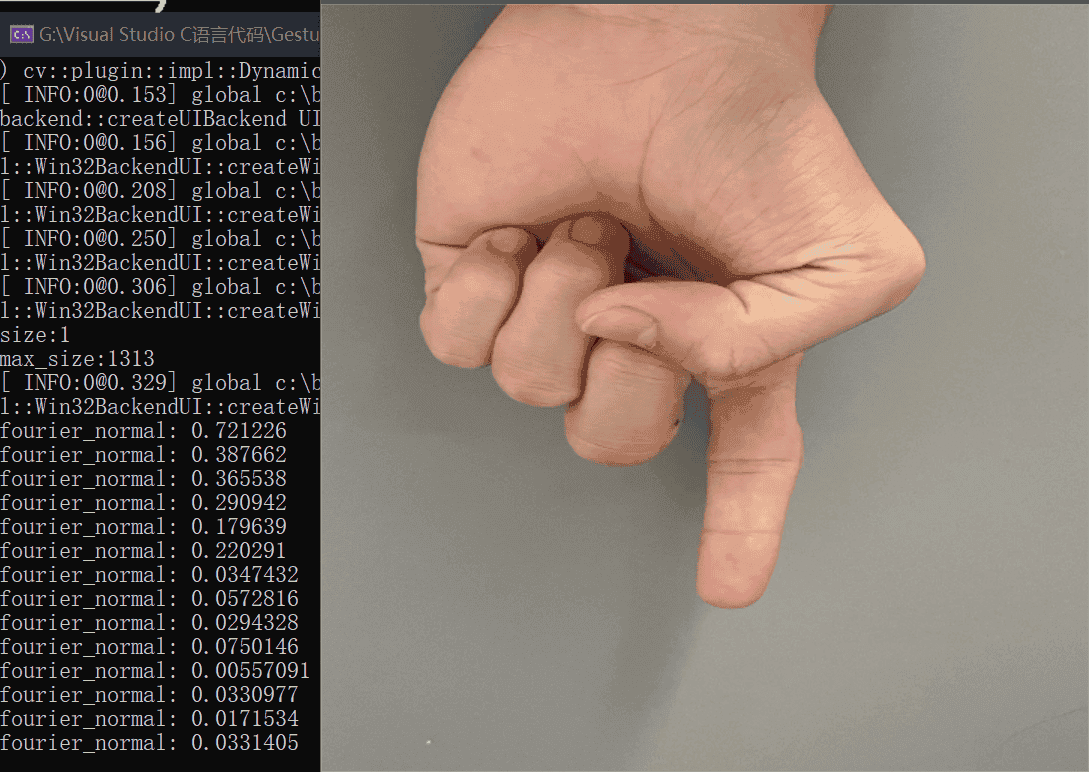 G:\Visual Studio C语言代码\Gestu
) cv::plugin::impl::Dynamic
[ INFO:0@0.153] global c:\b
backend::createUIBackend UI
[ INFO:0@0.156] global c:\b
l::Win32BackendUI::createWi
[ INFO:0@0.208] global c:\b
l::Win32BackendUI::createWi
[ INFO:0@0.250] global c:\b
l::Win32BackendUI::createWi
[ INFO:0@0.306] global c:\b
l::Win32BackendUI::createWi
size:1
max_size:1313
[ INFO:0@0.329] global c:\b
l::Win32BackendUI::createWi
fourier_normal: 0.721226
fourier_normal: 0.387662
fourier_normal: 0.365538
fourier_normal: 0.290942
fourier_normal: 0.179639
fourier_normal: 0.220291
fourier_normal: 0.0347432
fourier_normal: 0.0572816
fourier_normal: 0.0294328
fourier_normal: 0.0750146
fourier_normal: 0.00557091
fourier_normal: 0.0330977
fourier_normal: 0.0171534
fourier_normal: 0.0331405